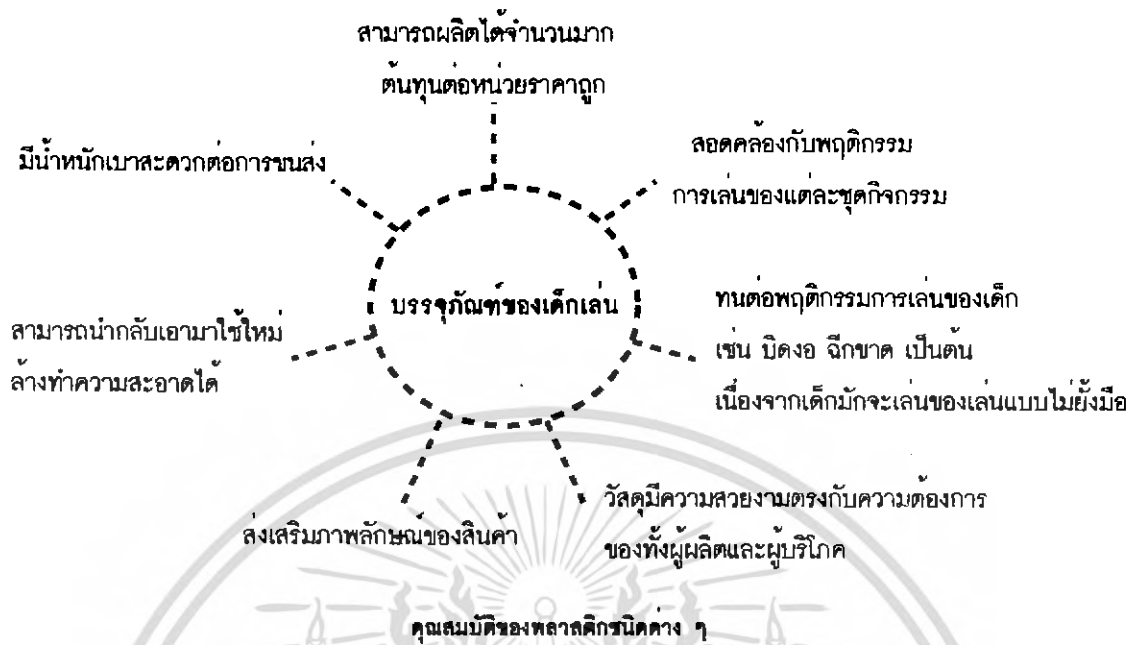 สามารถผลิตได้จำนวนมาก
ต้นทุนต่อหน่วยราคาถูก
มีน้ำหนักเบาสะดวกต่อการขนส่ง
สอดคล้องกับพฤติกรรม
การเล่นของแต่ละชุดกิจกรรม
บรรจุภัณฑ์ของเด็กเล่น
ทนต่อพฤติกรรมการเล่นของเด็ก
เช่น บิดงอ ฉีกขาด เป็นต้น
เนื่องจากเด็กมักจะเล่นของเล่นแบบไม่ยั้งมือ
สามารถนำกลับเอามาใช้ใหม่
ล้างทำความสะอาดได้
ส่งเสริมภาพลักษณ์ของสินค้า
วัสดุมีความสวยงามตรงกับความต้องการ
ของทั้งผู้ผลิตและผู้บริโภค
คุณสมบัติของพลาสติกชนิดต่าง ๆ